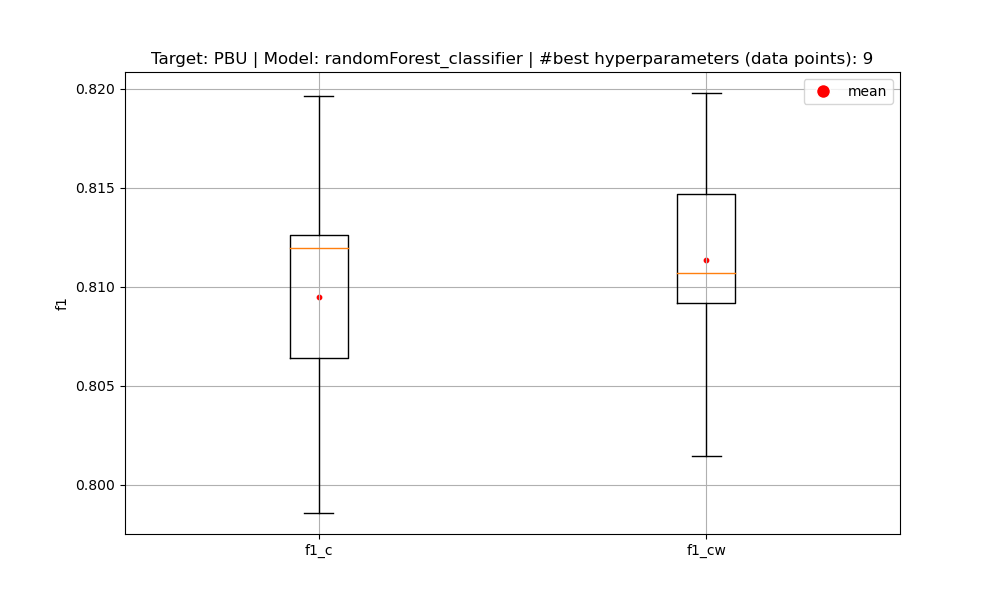 Target: PBU | Model: randomForest_classifier | #best hyperparameters (data points): 9
mean
0.820
0.815
0.810
0.805
0.800
f1
f1_c
f1_cw